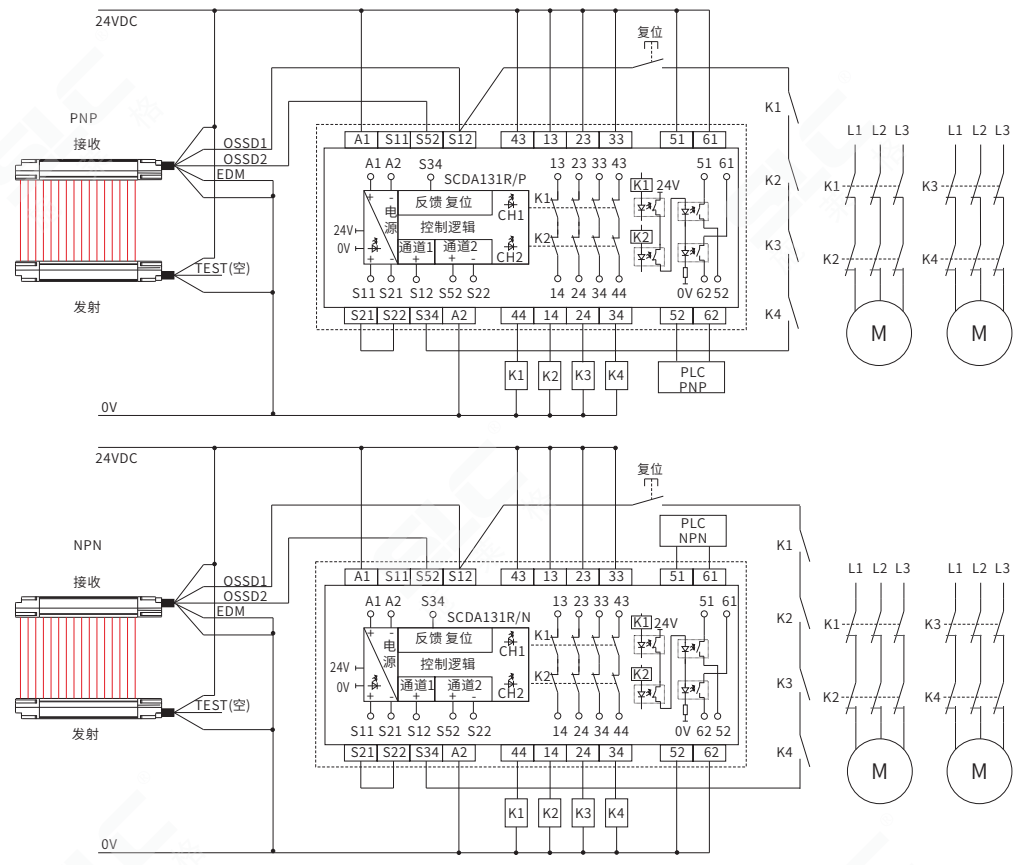 24VDC
复位
PNP
接收
OSSD1
OSSD2
EDM
TEST(空)
发射
A1 S11 S52 S12 43 13 23 33 51 61
A1 A2 S34 13 23 33 43 51 61
SCDA131R/P
+ - 电源 反馈 复位
控制逻辑
CH1
CH2
24V
0V
+ -
通道1 通道2
+ + -
K1
K2
K1 24V
K2
S11 S21 S12 S52 S22 14 24 34 44 0V 62 52
S21 S22 S34 A2 44 14 24 34 52 62
K1 K2 K3 K4
PLC
PNP
0V
K1
K2
K3
K4
L1 L2 L3 L1 L2 L3
K1 K3
K2 K4
M M
24VDC
复位
PLC
NPN
NPN
接收
OSSD1
OSSD2
EDM
TEST(空)
发射
A1 S11 S52 S12 43 13 23 33 51 61
A1 A2 S34 13 23 33 43 51 61
SCDA131R/N
+ - 电源 反馈 复位
控制逻辑
CH1
CH2
24V
0V
+ -
通道1 通道2
+ + -
K1
K2
K1 24V
K2
S11 S21 S12 S52 S22 14 24 34 44 0V 62 52
S21 S22 S34 A2 44 14 24 34 52 62
K1 K2 K3 K4
0V
K1
K2
K3
K4
L1 L2 L3 L1 L2 L3
K1 K3
K2 K4
M M